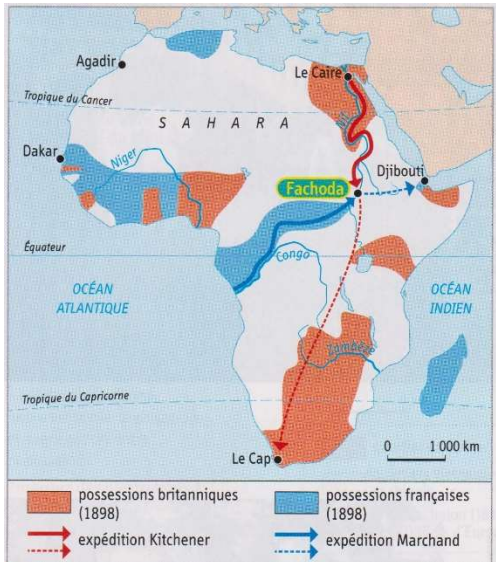 Agadir
Le Caire
Tropique du Cancer
Nil
SAHARA
Dakar
Niger
Djibouti
Fachoda
Équateur
Congo
OCÉAN
ATLANTIQUE
OCÉAN
INDIEN
Zambèze
Tropique du Capricorne
Le Cap
0 1 000 km
possessions britanniques
(1898)
possessions françaises
(1898)
expédition Kitchener
expédition Marchand